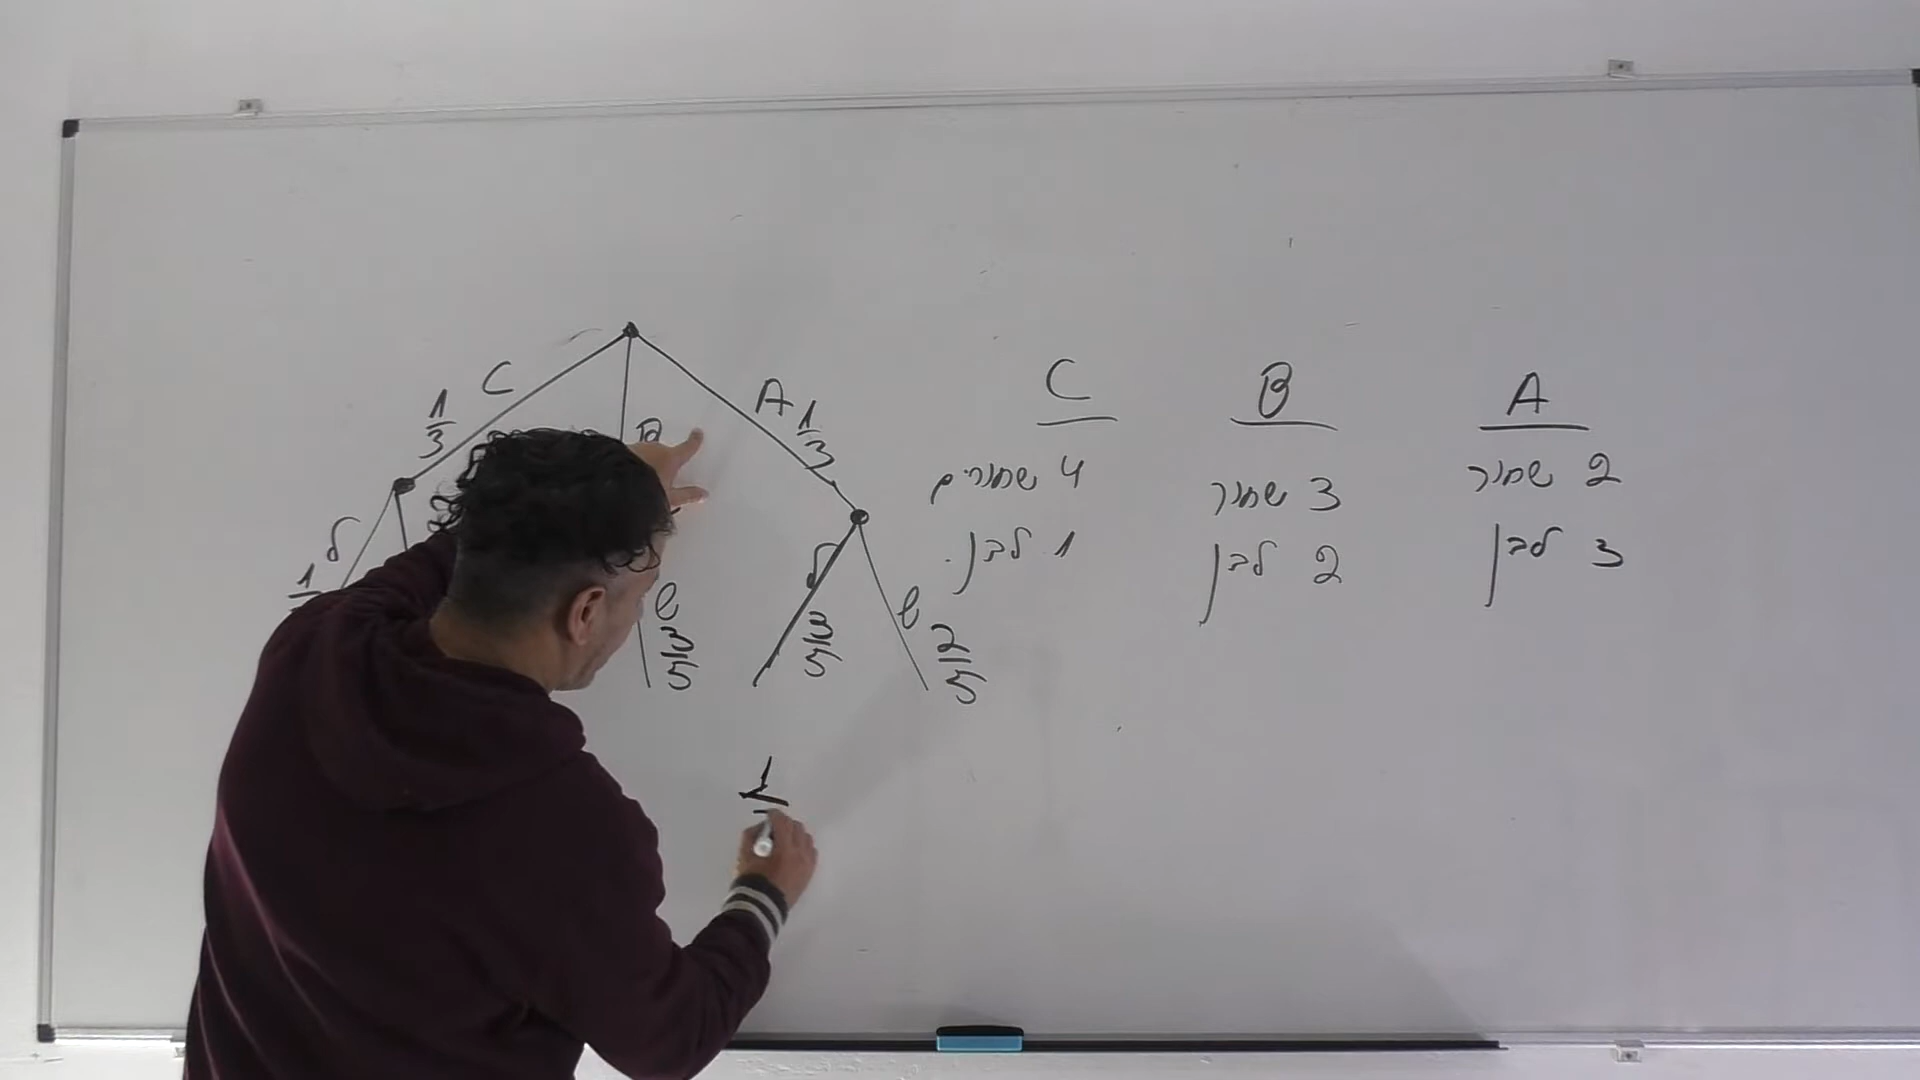 A B C
2 שחור
3 לבן
3 שחור
2 לבן
4 שחורים
1 לבן.
A 1/3
B
C 1/3
ל 3/5
ש 2/5
ש 3/5
ל
1
1